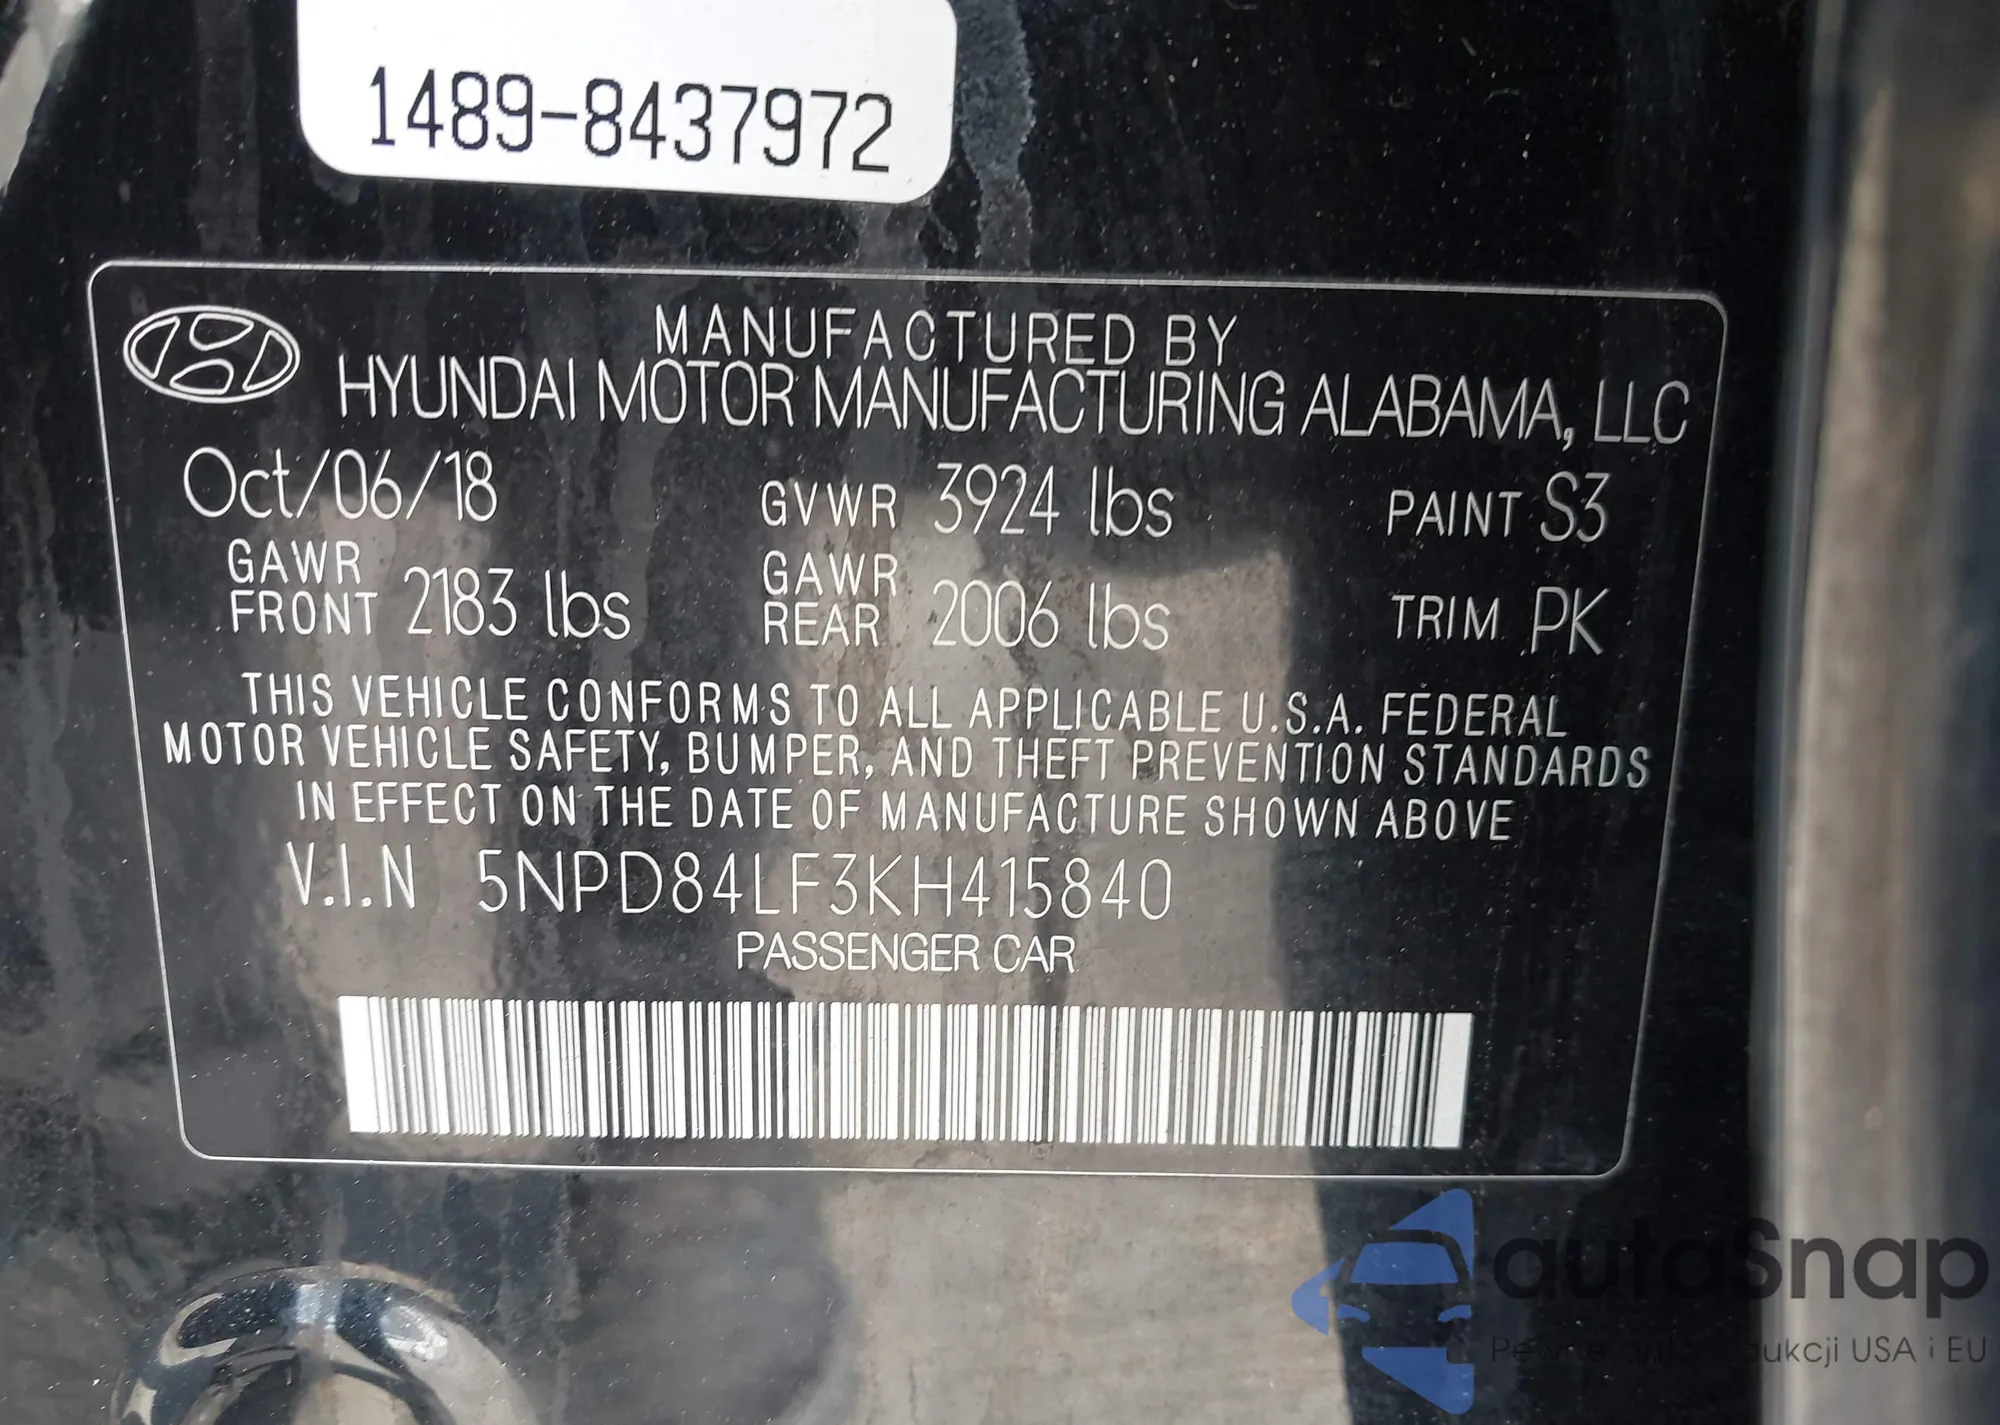 1489-8437972
MANUFACTURED BY
HYUNDAI MOTOR MANUFACTURING ALABAMA, LLC
Oct/06/18 GVWR 3924 lbs PAINT S3
GAWR FRONT 2183 lbs GAWR REAR 2006 lbs TRIM PK
THIS VEHICLE CONFORMS TO ALL APPLICABLE U.S.A. FEDERAL
MOTOR VEHICLE SAFETY, BUMPER, AND THEFT PREVENTION STANDARDS
IN EFFECT ON THE DATE OF MANUFACTURE SHOWN ABOVE
V.I.N 5NPD84LF3KH415840
PASSENGER CAR
autoSnap
USA i EU